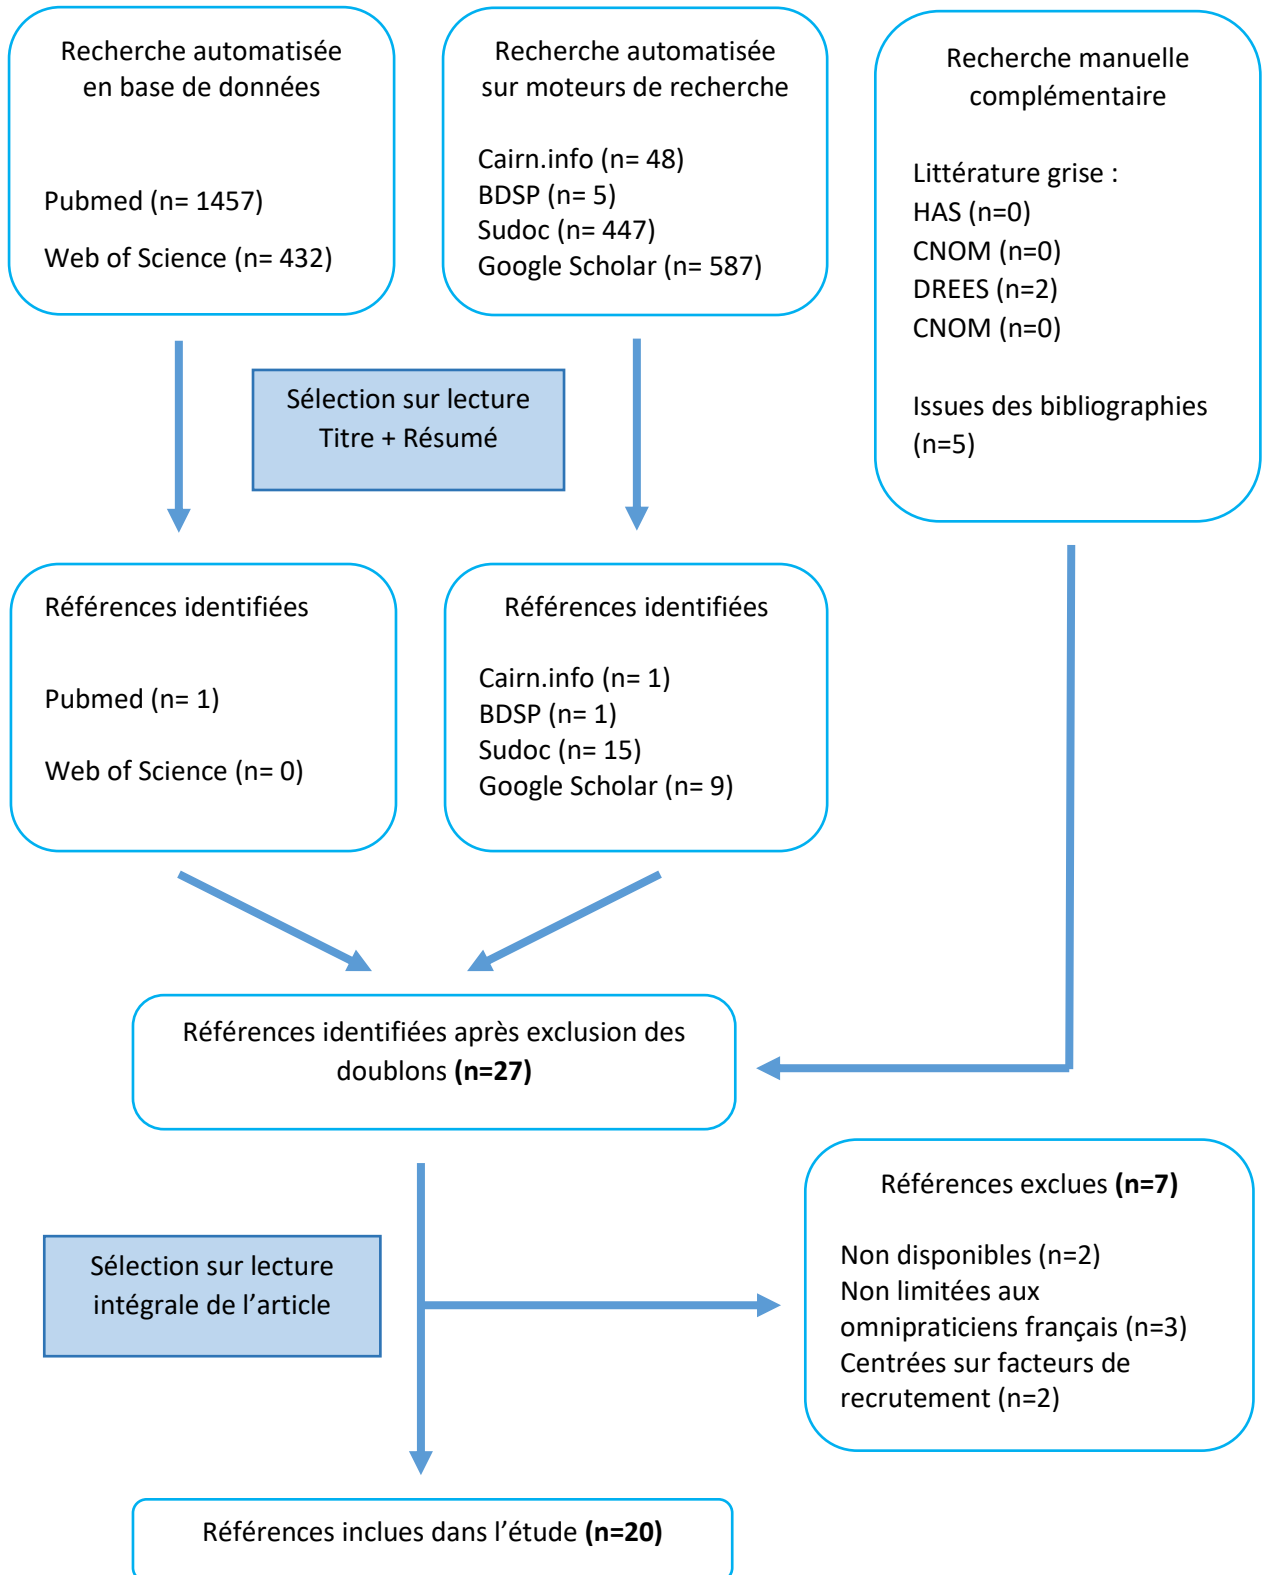 Recherche automatisée
en base de données
Pubmed (n= 1457)
Web of Science (n= 432)
Recherche automatisée
sur moteurs de recherche
Cairn.info (n= 48)
BDSP (n= 5)
Sudoc (n= 447)
Google Scholar (n= 587)
Recherche manuelle
complémentaire
Littérature grise :
HAS (n=0)
CNOM (n=0)
DREES (n=2)
CNOM (n=0)
Issues des bibliographies
(n=5)
Sélection sur lecture
Titre + Résumé
Références identifiées
Pubmed (n= 1)
Web of Science (n= 0)
Références identifiées
Cairn.info (n= 1)
BDSP (n= 1)
Sudoc (n= 15)
Google Scholar (n= 9)
Références identifiées après exclusion des
doublons (n=27)
Sélection sur lecture
intégrale de l’article
Références exclues (n=7)
Non disponibles (n=2)
Non limitées aux
omnipraticiens français (n=3)
Centrées sur facteurs de
recrutement (n=2)
Références inclues dans l’étude (n=20)